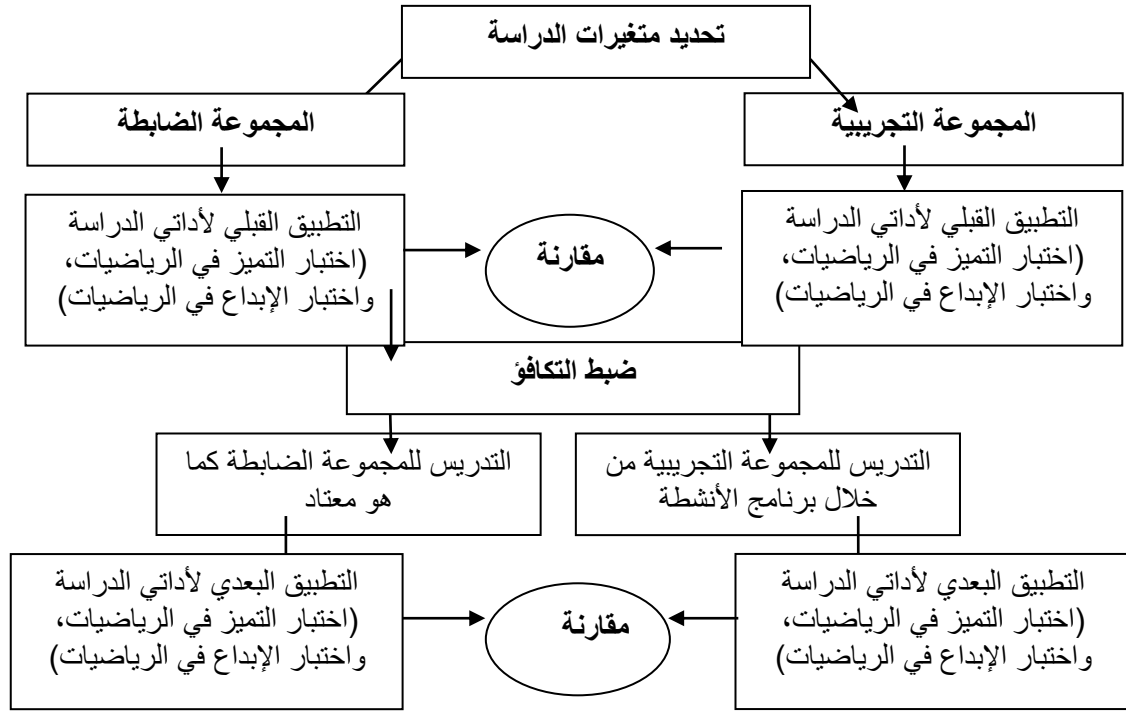 تحديد متغيرات الدراسة
المجموعة التجريبية
المجموعة الضابطة
التطبيق القبلي لأداتي الدراسة
(اختبار التميز في الرياضيات،
واختبار الإبداع في الرياضيات)
مقارنة
التطبيق القبلي لأداتي الدراسة
(اختبار التميز في الرياضيات،
واختبار الإبداع في الرياضيات)
ضبط التكافؤ
التدريس للمجموعة التجريبية من
خلال برنامج الأنشطة
التدريس للمجموعة الضابطة كما
هو معتاد
التطبيق البعدي لأداتي الدراسة
(اختبار التميز في الرياضيات،
واختبار الإبداع في الرياضيات)
مقارنة
التطبيق البعدي لأداتي الدراسة
(اختبار التميز في الرياضيات،
واختبار الإبداع في الرياضيات)